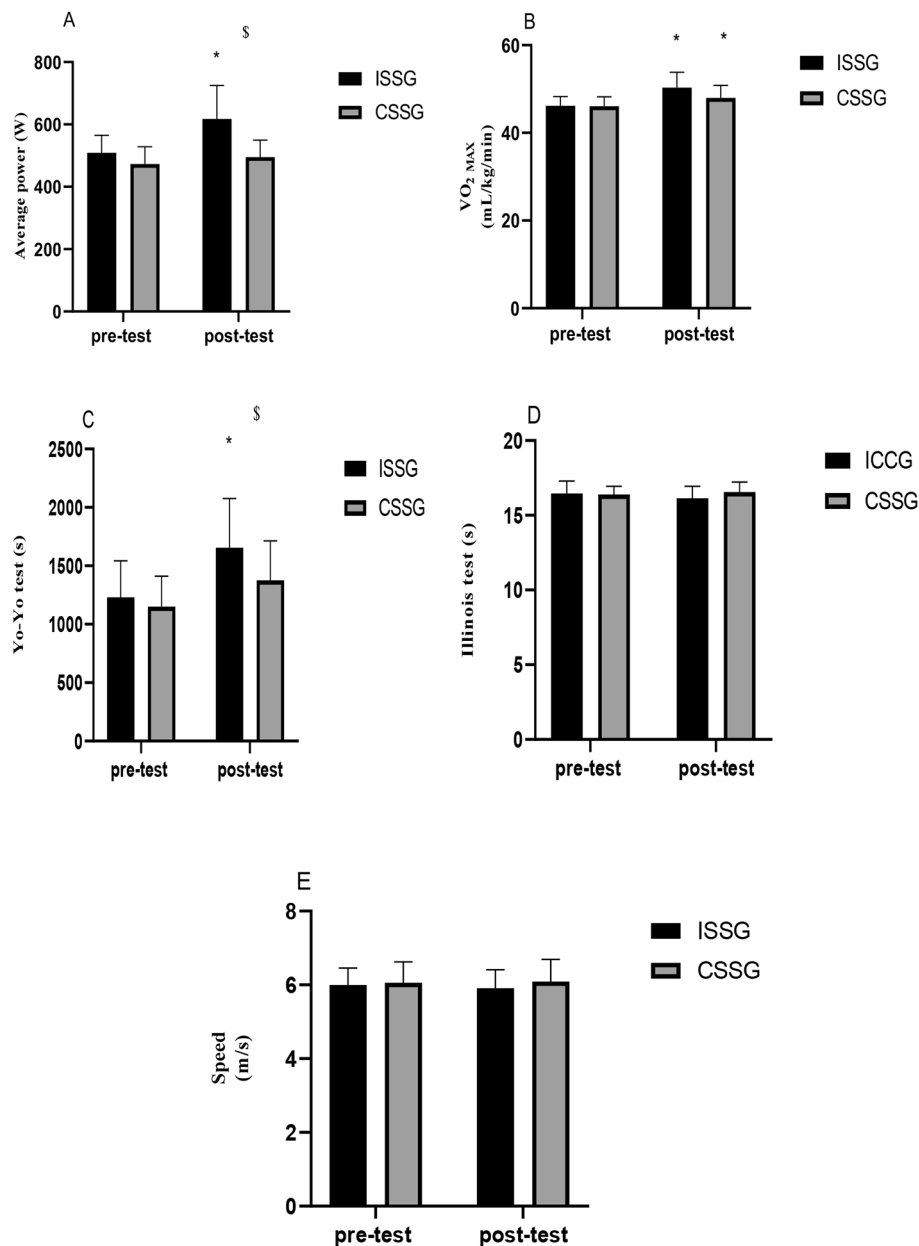 A
*
$
800
600
400
200
0
Average power (W)
pre-test
post-test
ISSG
CSSG
B
*
*
60
40
20
0
VO2 MAX
(mL/kg/min)
pre-test
post-test
ISSG
CSSG
C
*
$
2500
2000
1500
1000
500
0
Yo-Yo test (s)
pre-test
post-test
ISSG
CSSG
D
20
15
10
5
0
Illinois test (s)
pre-test
post-test
ICCG
CSSG
E
8
6
4
2
0
Speed
(m/s)
pre-test
post-test
ISSG
CSSG